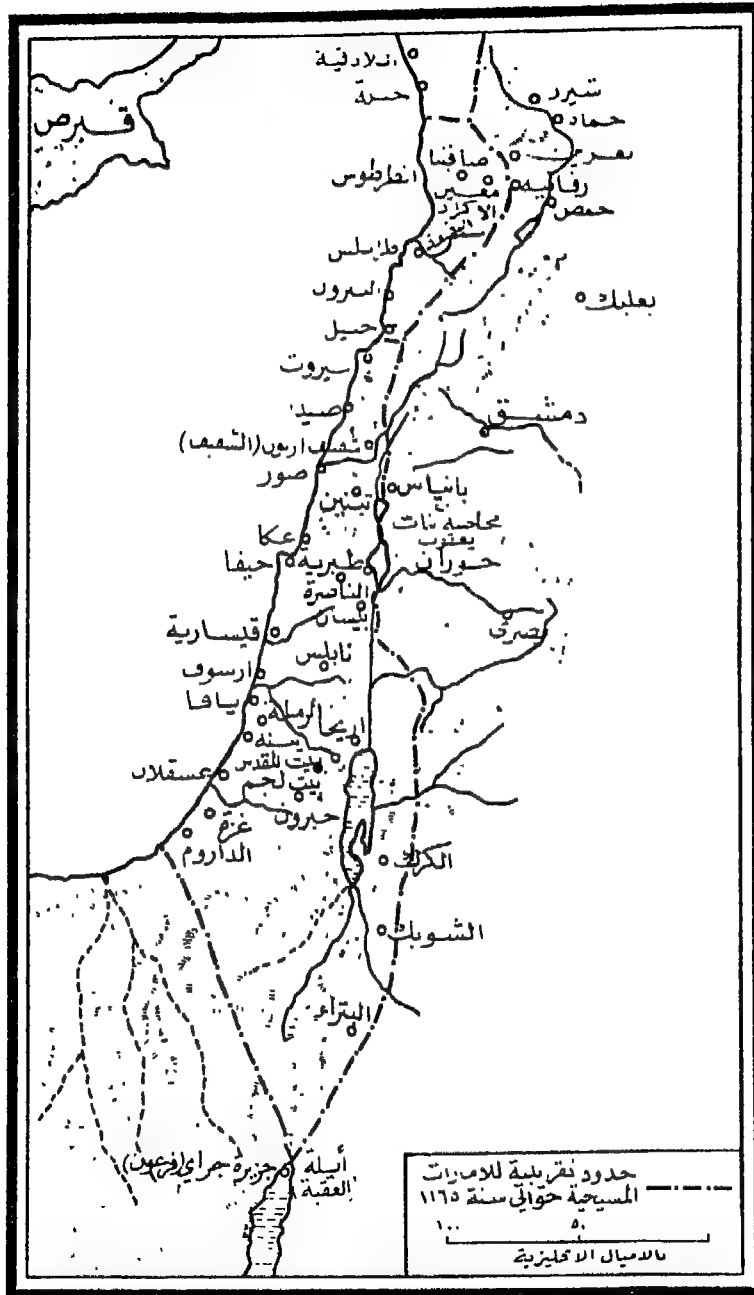 اللاذقية
جبلة
شيزر
حماه
قبرص
صافيتا
بعرين
انطرطوس
رفانيه
الاكراد
حمص
طرابلس
البترون
بعلبك
جبيل
بيروت
صيدا
دمشق
شقيف ارنون (الشقيف)
صور
بانياس
تبنين
مخاضه بنات
يعقوب
عكا
حيفا
طبرية
حوران
الناصرة
بيسان
بصرى
قيسارية
نابلس
ارسوف
يافا
الرملة
اريحا
يبنه
بيت المقدس
عسقلان
بيت لحم
حبرون
غزة
الداروم
الكرك
الشوبك
البتراء
أيلة
جزيرة جراي (فرعون)
العقبة
حدود تقريبية للامارات
المسيحية حوالي سنة ١١٦٥
١٠٠ ٥٠
بالاميال الانجليزية